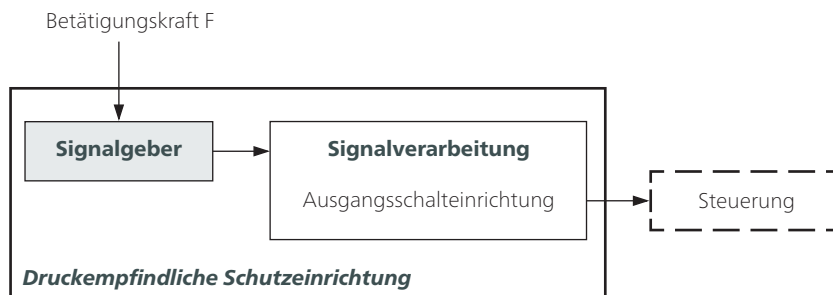 Betätigungskraft F
Signalgeber
Signalverarbeitung
Ausgangsschalteinrichtung
Steuerung
Druckempfindliche Schutzeinrichtung